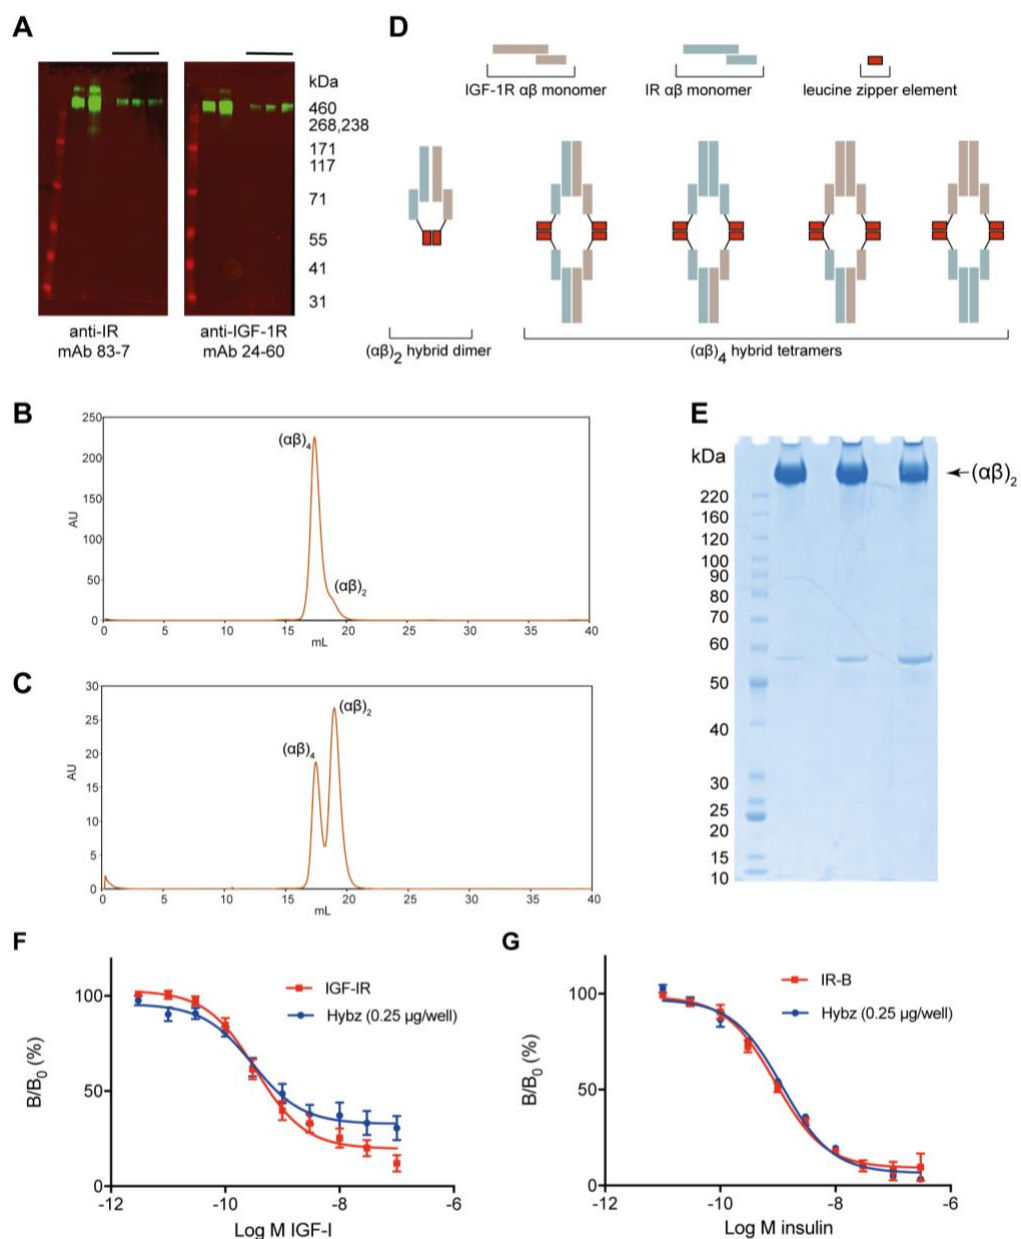 A
kDa
460
268,238
171
117
71
55
41
31
anti-IR
mAb 83-7
anti-IGF-1R
mAb 24-60
D
IGF-1R αβ monomer
IR αβ monomer
leucine zipper element
(αβ)2 hybrid dimer
(αβ)4 hybrid tetramers
B
250
200
150
100
50
0
AU
(αβ)4
(αβ)2
0 5 10 15 20 25 30 35 40
mL
C
30
25
20
15
10
5
0
AU
(αβ)4
(αβ)2
0 5 10 15 20 25 30 35 40
mL
E
kDa
(αβ)2
220
160
120
100
90
80
70
60
50
40
30
25
20
15
10
F
100
50
0
B/B0 (%)
IGF-IR
Hybz (0.25 µg/well)
-12 -10 -8 -6
Log M IGF-I
G
100
50
0
B/B0 (%)
IR-B
Hybz (0.25 µg/well)
-12 -10 -8 -6
Log M insulin